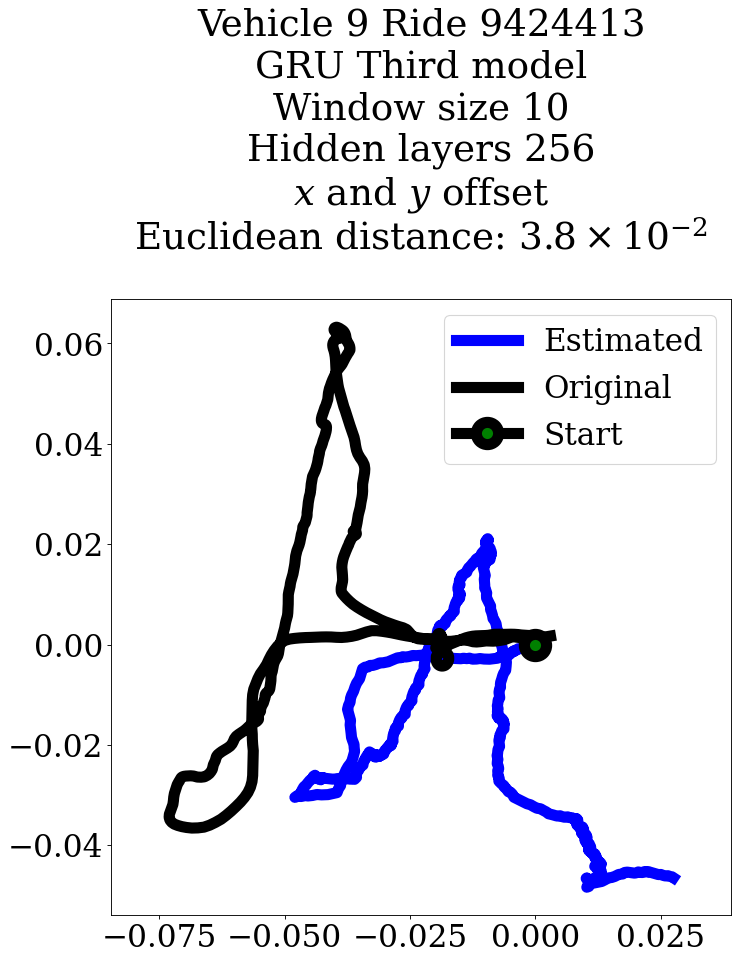 Vehicle 9 Ride 9424413
GRU Third model
Window size 10
Hidden layers 256
x and y offset
Euclidean distance: 3.8 × 10⁻²
Estimated
Original
Start
0.06
0.04
0.02
0.00
−0.02
−0.04
−0.075 −0.050 −0.025 0.000 0.025